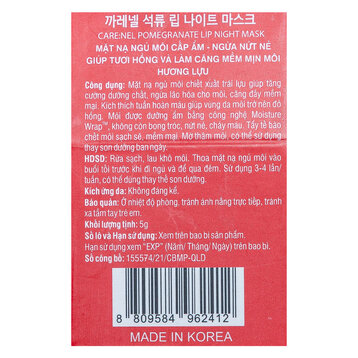 까레넬 석류 립 나이트 마스크
CARE:NEL POMEGRANATE LIP NIGHT MASK
MẶT NẠ NGỦ MÔI CẤP ẨM - NGỪA NỨT NẺ
GIÚP TƯƠI HỒNG VÀ LÀM CĂNG MỀM MỊN MÔI
HƯƠNG LỰU
Công dụng: Mặt nạ ngủ môi chiết xuất trái lựu giúp tăng
cường dưỡng chất, ngừa lão hóa cho môi, căng đầy mềm
mại. Kích thích tuần hoàn máu giúp vùng da môi trở nên đỏ
hồng. Môi được dưỡng ẩm bằng công nghệ Moisture
Wrap™, không còn bong tróc, nứt nẻ, chảy máu. Tẩy tế bào
chết môi sạch sẽ, mềm mại. Mờ thâm môi, có thể sử dụng
thay son dưỡng ban ngày.
HDSD: Rửa sạch, lau khô môi. Thoa mặt nạ ngủ môi vào
buổi tối trước khi đi ngủ và để qua đêm. Sử dụng 3-4 lần/
tuần, có thể dùng thay thế son dưỡng.
Kích ứng da: Không đáng kể.
Bảo quản: Ở nhiệt độ phòng, tránh ánh nắng trực tiếp, tránh
xa tầm tay trẻ em.
Khối lượng tịnh: 5g
Số lô và Hạn sử dụng: Xem trên bao bì sản phẩm.
Hạn sử dụng xem "EXP" (Năm/ Tháng/ Ngày) trên bao bì.
Số công bố: 155574/21/CBMP-QLD
8 809584 962412
MADE IN KOREA